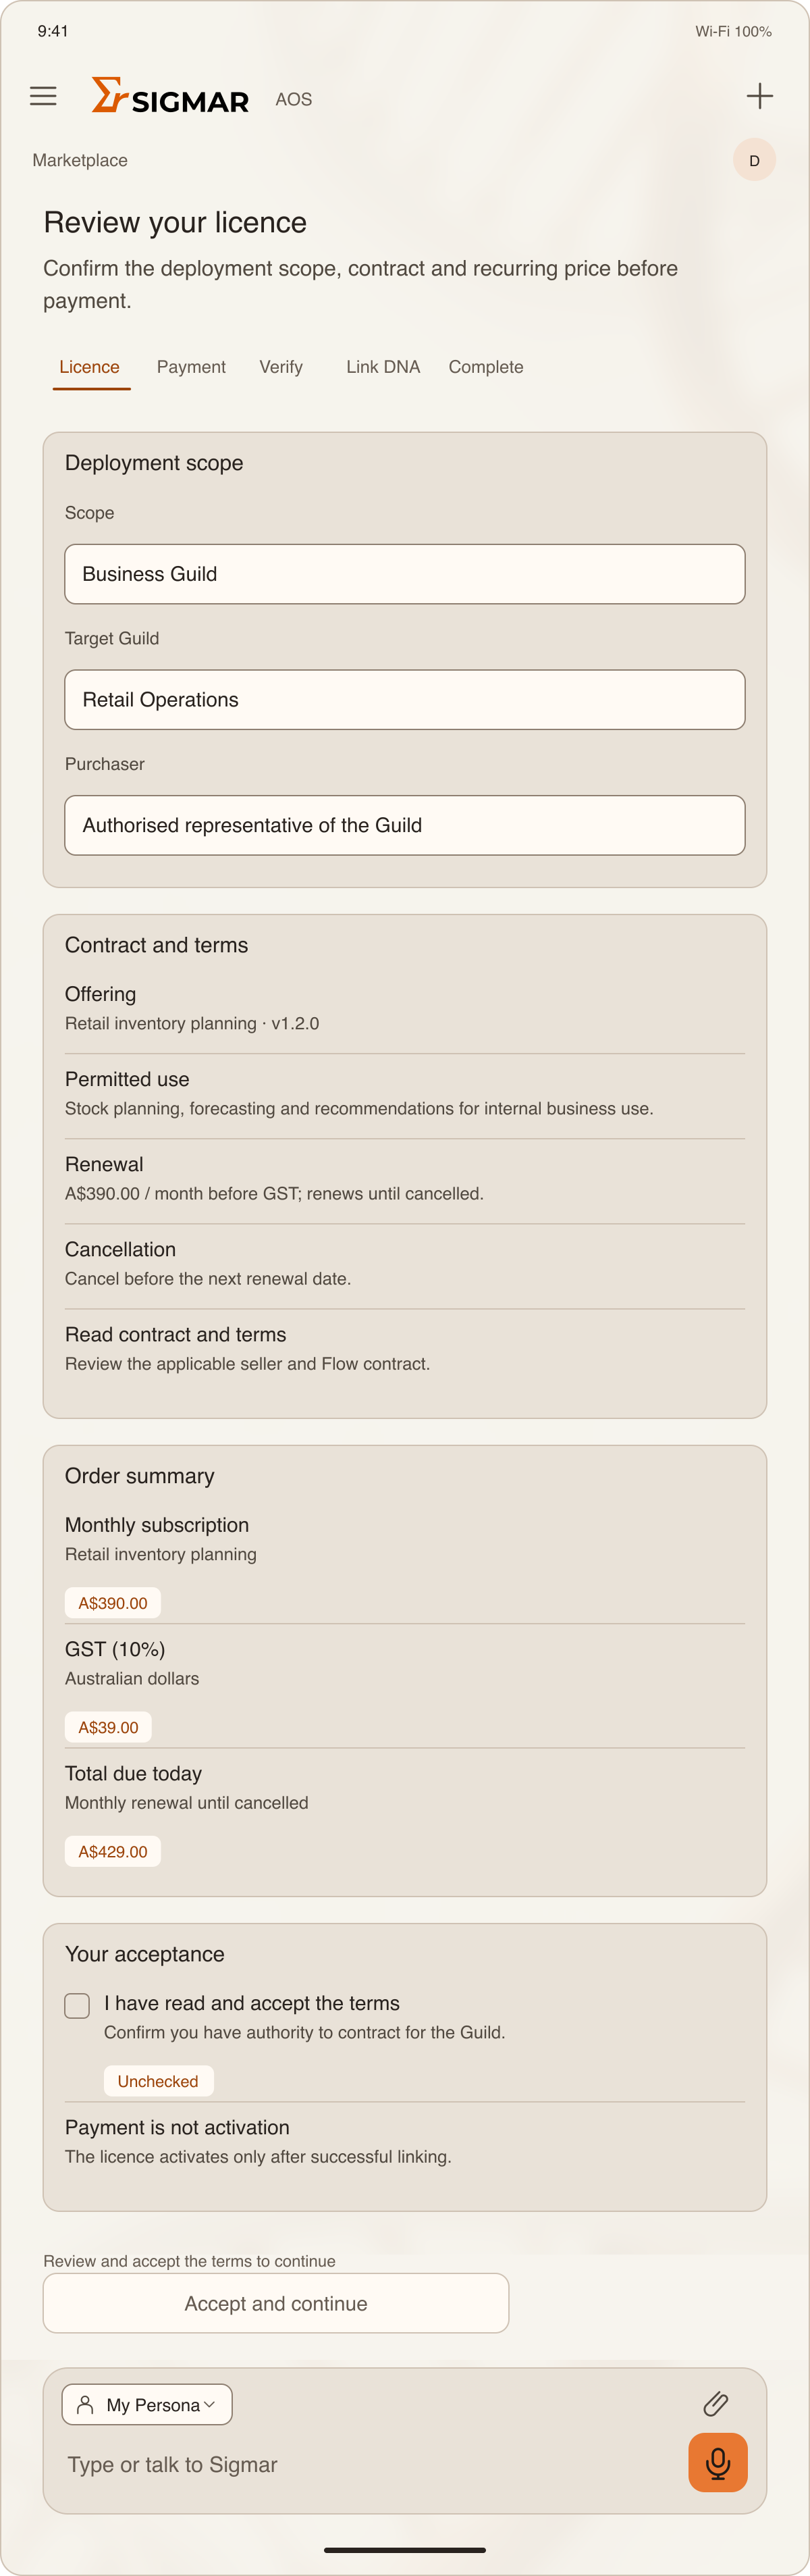 9:41
Wi-Fi 100%
SIGMAR AOS
Marketplace
D
Review your licence
Confirm the deployment scope, contract and recurring price before
payment.
Licence Payment Verify Link DNA Complete
Deployment scope
Scope
Business Guild
Target Guild
Retail Operations
Purchaser
Authorised representative of the Guild
Contract and terms
Offering
Retail inventory planning · v1.2.0
Permitted use
Stock planning, forecasting and recommendations for internal business use.
Renewal
A$390.00 / month before GST; renews until cancelled.
Cancellation
Cancel before the next renewal date.
Read contract and terms
Review the applicable seller and Flow contract.
Order summary
Monthly subscription
Retail inventory planning
A$390.00
GST (10%)
Australian dollars
A$39.00
Total due today
Monthly renewal until cancelled
A$429.00
Your acceptance
I have read and accept the terms
Confirm you have authority to contract for the Guild.
Unchecked
Payment is not activation
The licence activates only after successful linking.
Review and accept the terms to continue
Accept and continue
My Persona
Type or talk to Sigmar